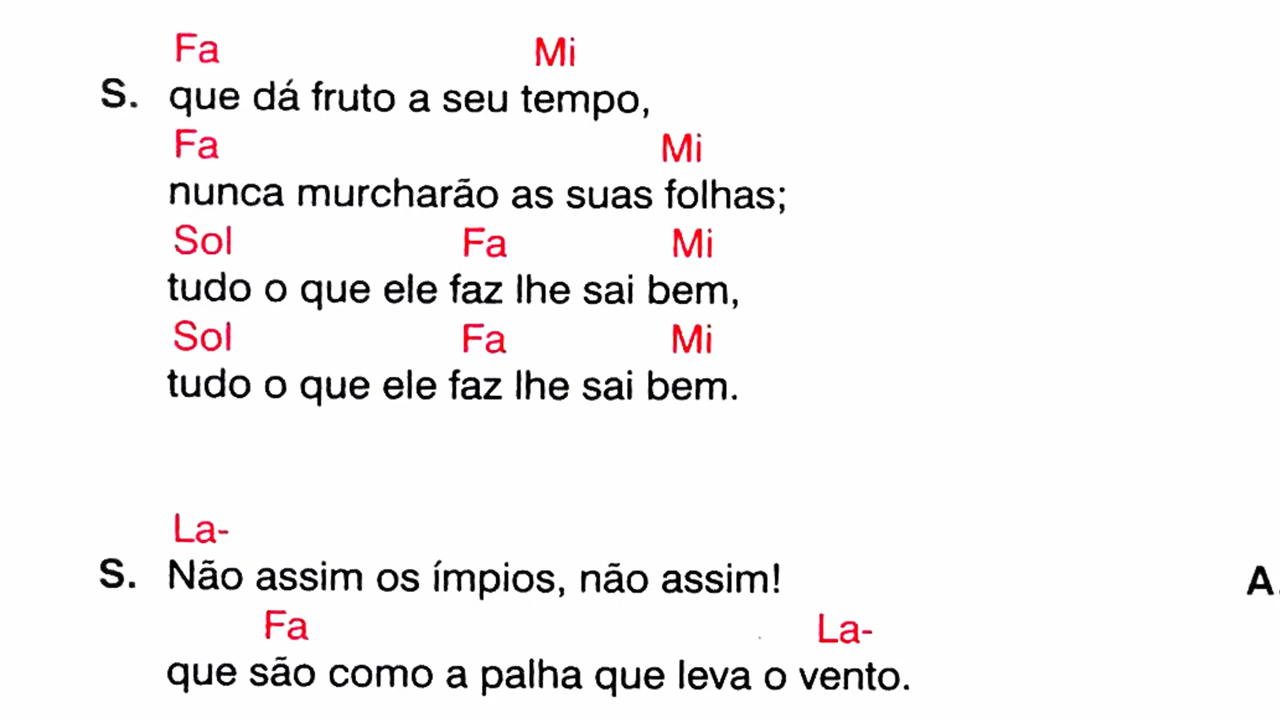 Fa Mi
S. que dá fruto a seu tempo,
Fa Mi
nunca murcharão as suas folhas;
Sol Fa Mi
tudo o que ele faz lhe sai bem,
Sol Fa Mi
tudo o que ele faz lhe sai bem.
La-
S. Não assim os ímpios, não assim! A.
Fa La-
que são como a palha que leva o vento.